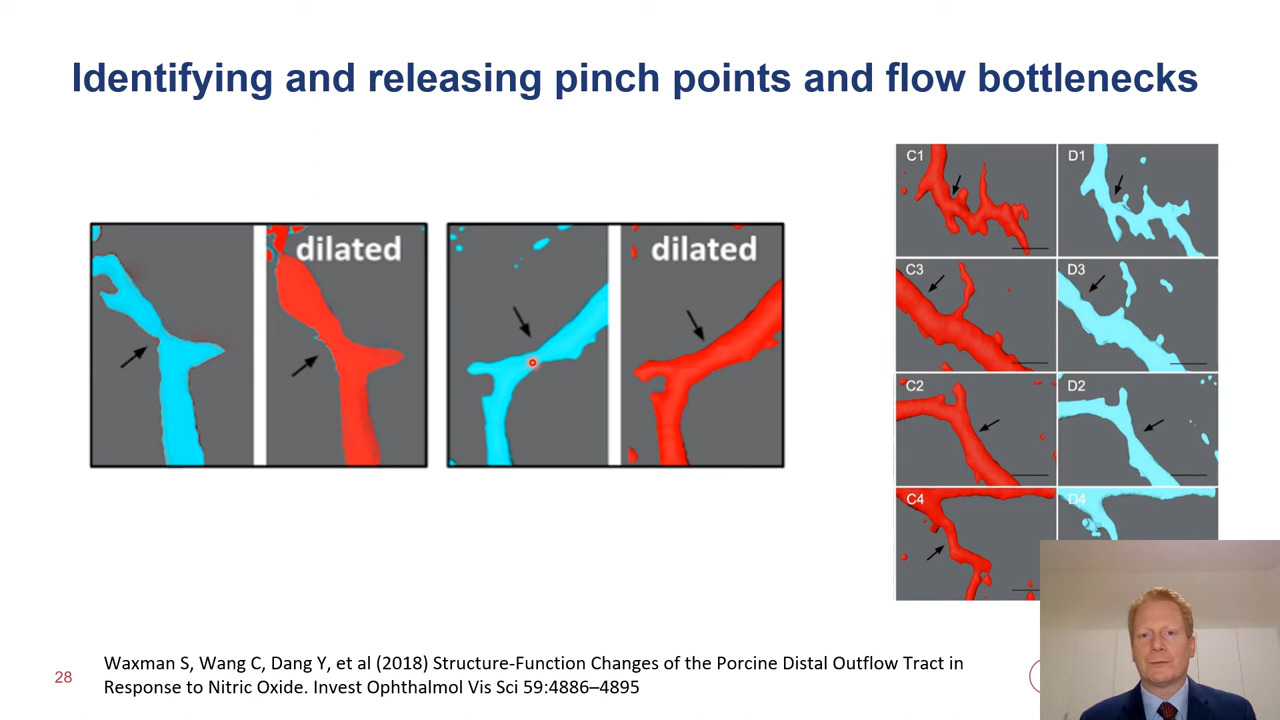 Identifying and releasing pinch points and flow bottlenecks
dilated
dilated
C1
D1
C3
D3
C2
D2
C4
D4
28
Waxman S, Wang C, Dang Y, et al (2018) Structure-Function Changes of the Porcine Distal Outflow Tract in
Response to Nitric Oxide. Invest Ophthalmol Vis Sci 59:4886–4895